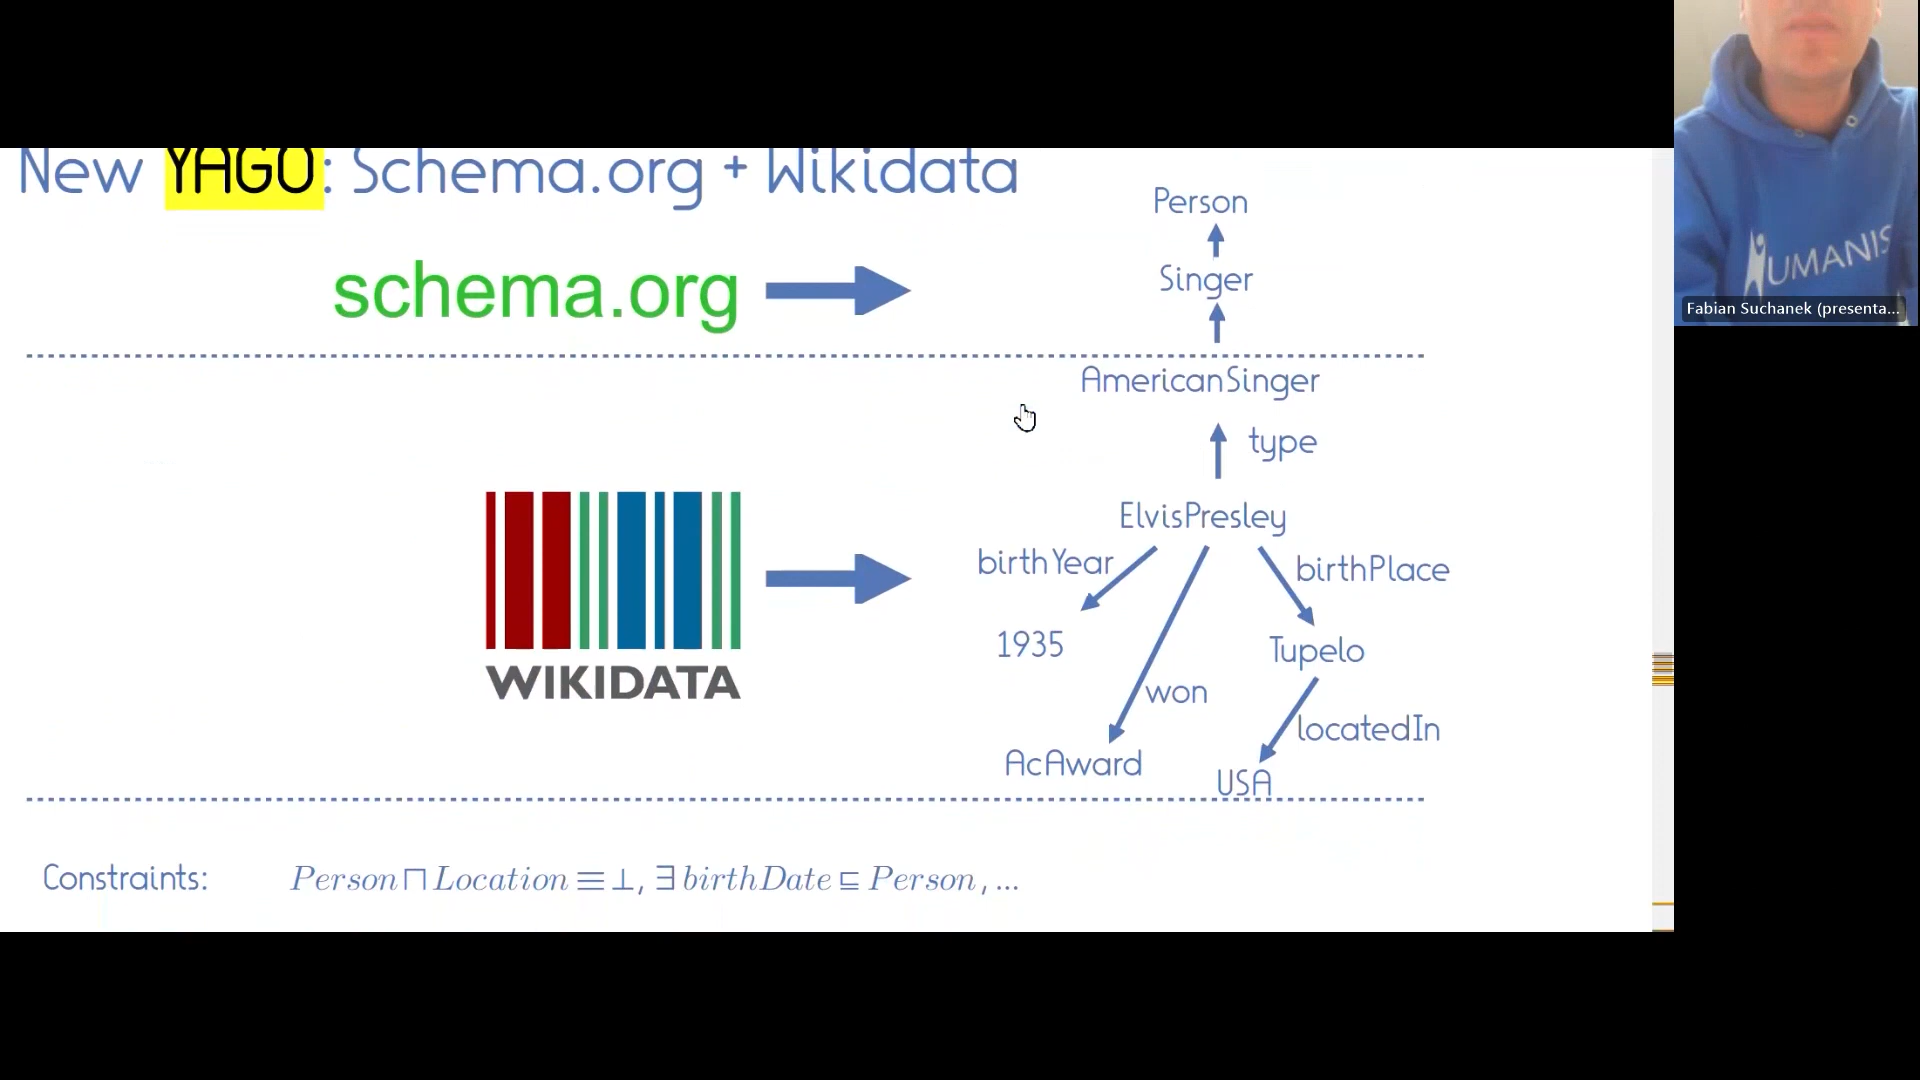 New YAGO: Schema.org + Wikidata
Person
Singer
schema.org
AmericanSinger
type
ElvisPresley
birthYear
birthPlace
1935
Tupelo
WIKIDATA
won
locatedIn
AcAward
USA
Constraints: Person ⊓ Location ≡ ⊥, ∃ birthDate ⊑ Person, ...
HUMANIS
Fabian Suchanek (presenta...